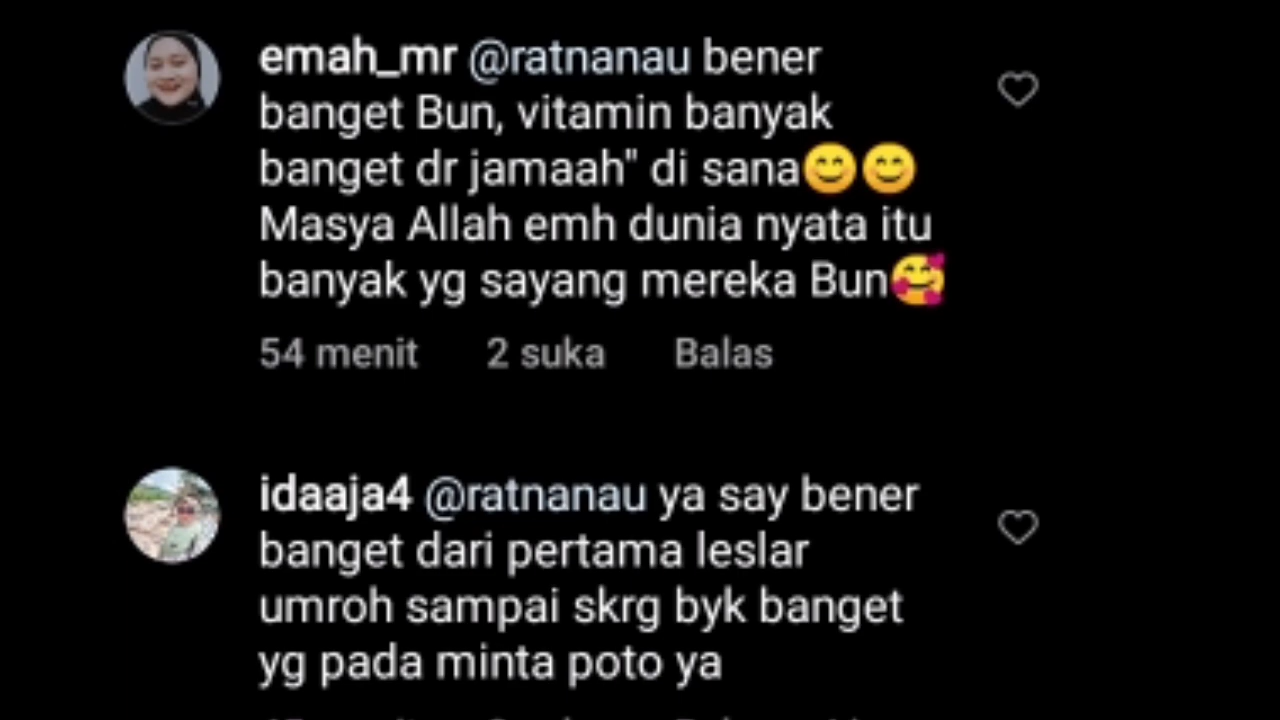 emah_mr @ratnanau bener
banget Bun, vitamin banyak
banget dr jamaah" di sana😊😊
Masya Allah emh dunia nyata itu
banyak yg sayang mereka Bun🥰
54 menit 2 suka Balas
idaaja4 @ratnanau ya say bener
banget dari pertama leslar
umroh sampai skrg byk banget
yg pada minta poto ya